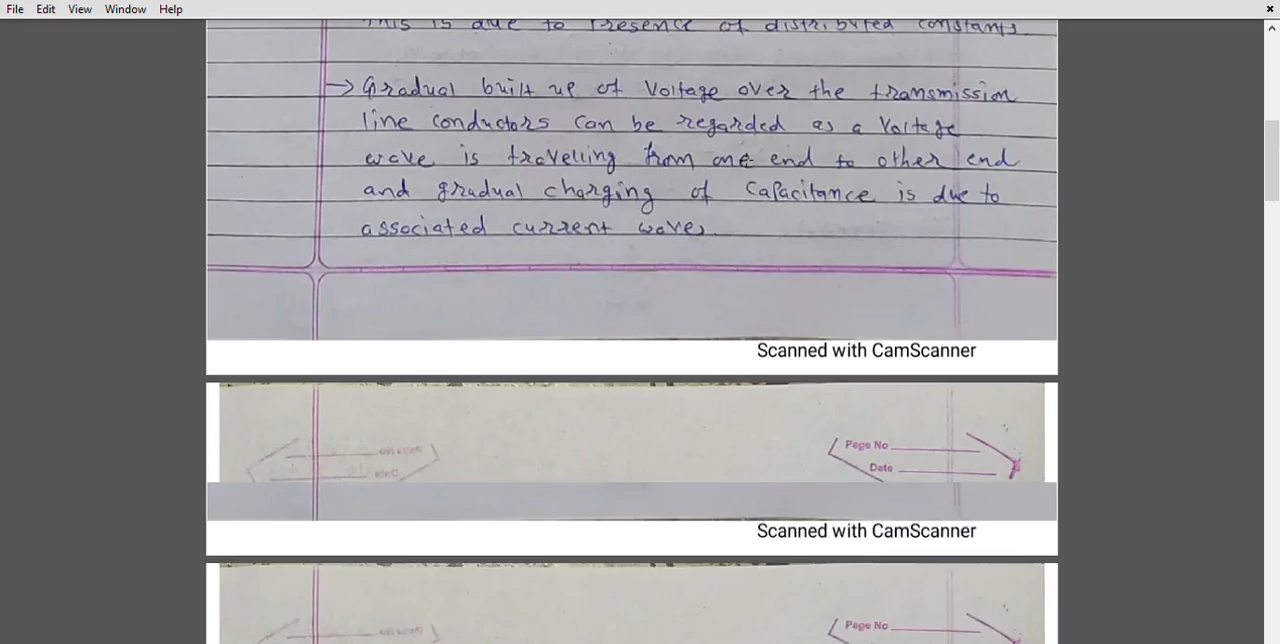 File Edit View Window Help
This is due to Presence of distributed constants.
→ Gradual built up of Voltage over the transmission
line conductors can be regarded as a Voltage
wave is travelling from one end to other end
and gradual charging of Capacitance is due to
associated current wave.
Scanned with CamScanner
Page No
Date
Scanned with CamScanner
Page No